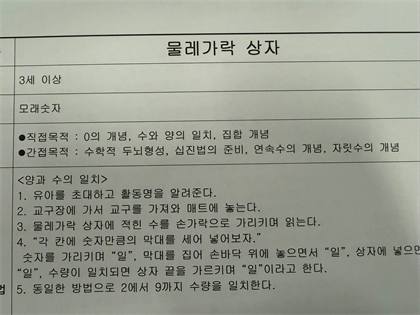 물레가락 상자
3세 이상
모래숫자
●직접목적 : 0의 개념, 수와 양의 일치, 집합 개념
●간접목적 : 수학적 두뇌형성, 십진법의 준비, 연속수의 개념, 자릿수의 개념
<양과 수의 일치>
1. 유아를 초대하고 활동명을 알려준다.
2. 교구장에 가서 교구를 가져와 매트에 놓는다.
3. 물레가락 상자에 적힌 수를 손가락으로 가리키며 읽는다.
4. "각 칸에 숫자만큼의 막대를 세어 넣어보자."
숫자를 가리키며 "일", 막대를 집어 손바닥 위에 놓으면서 "일", 상자에 넣으면
"일", 수량이 일치되면 상자 끝을 가르키며 "일"이라고 한다.
법
5. 동일한 방법으로 2에서 9까지 수량을 일치한다.